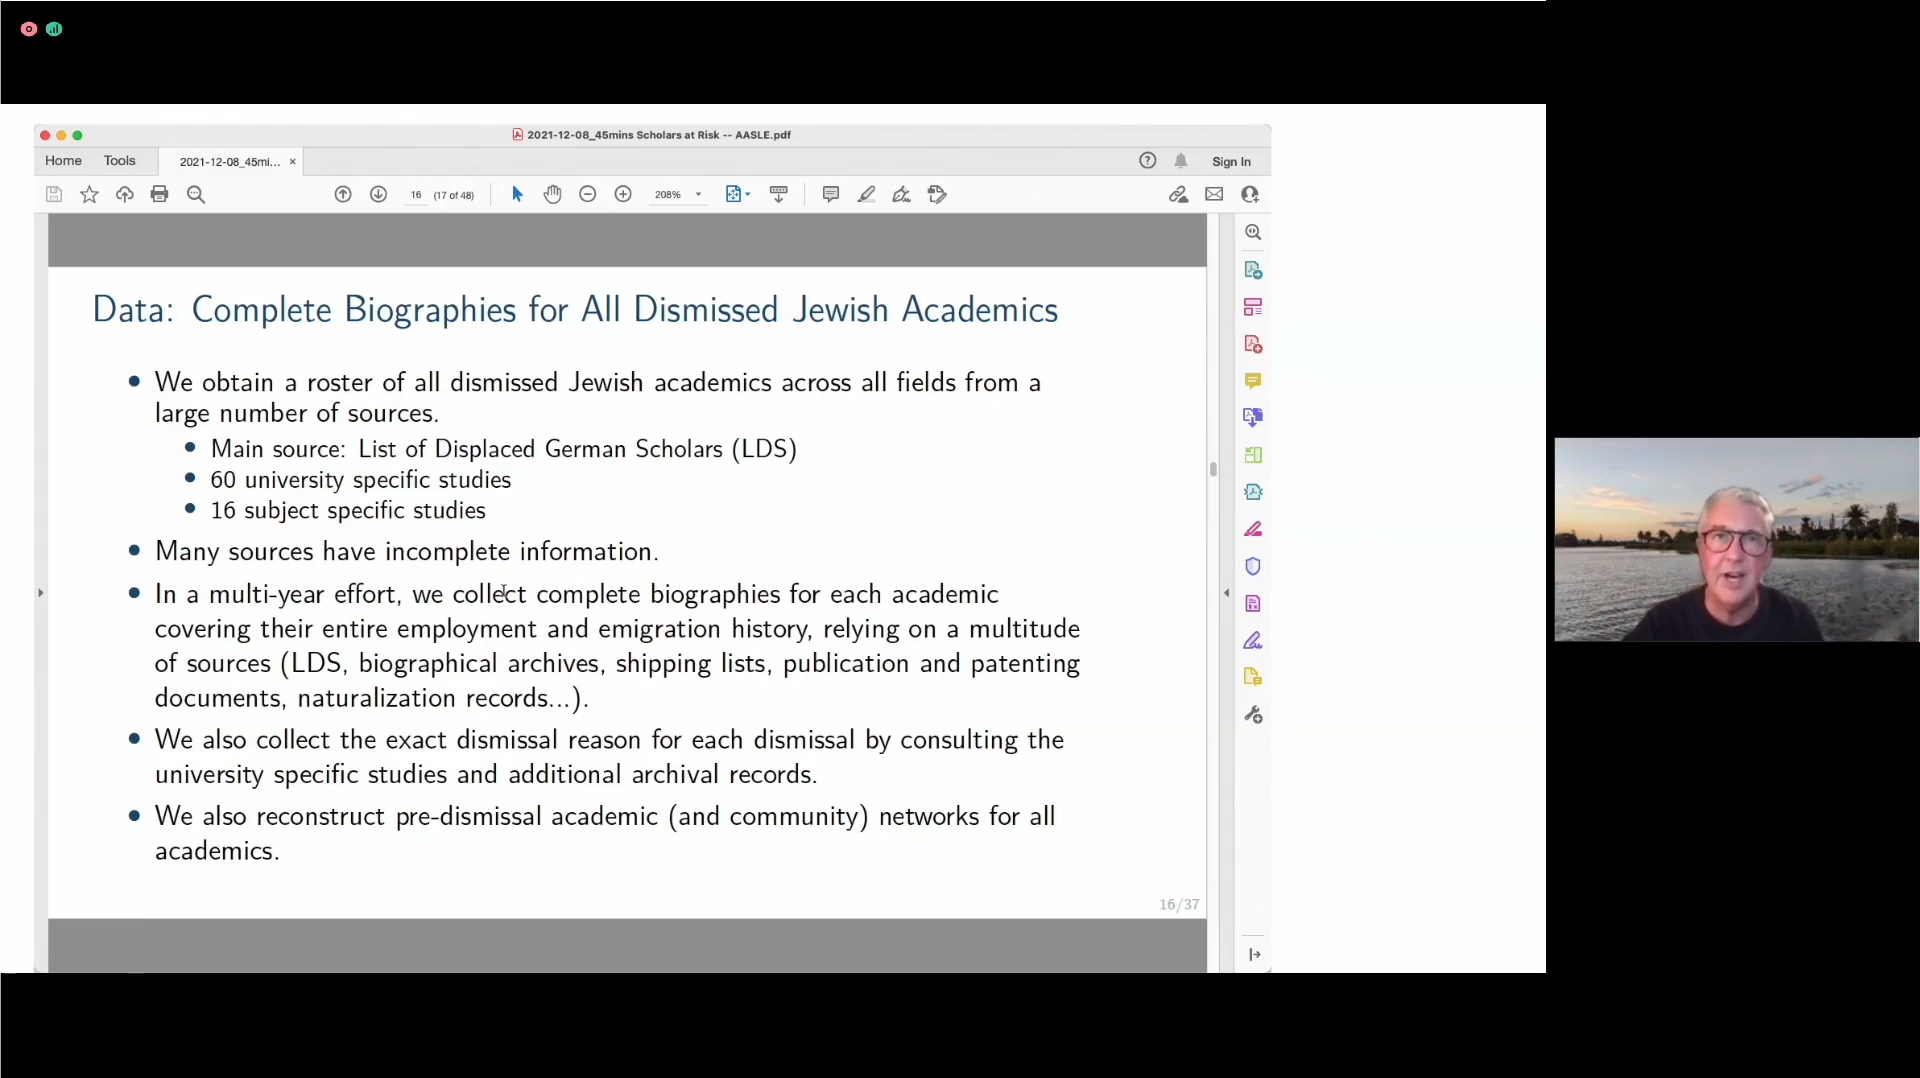 2021-12-08_45mins Scholars at Risk -- AASLE.pdf
Home Tools 2021-12-08_45mi... × Sign In
16 (17 of 48) 208%
Data: Complete Biographies for All Dismissed Jewish Academics
• We obtain a roster of all dismissed Jewish academics across all fields from a
large number of sources.
• Main source: List of Displaced German Scholars (LDS)
• 60 university specific studies
• 16 subject specific studies
• Many sources have incomplete information.
• In a multi-year effort, we collect complete biographies for each academic
covering their entire employment and emigration history, relying on a multitude
of sources (LDS, biographical archives, shipping lists, publication and patenting
documents, naturalization records...).
• We also collect the exact dismissal reason for each dismissal by consulting the
university specific studies and additional archival records.
• We also reconstruct pre-dismissal academic (and community) networks for all
academics.
16/37